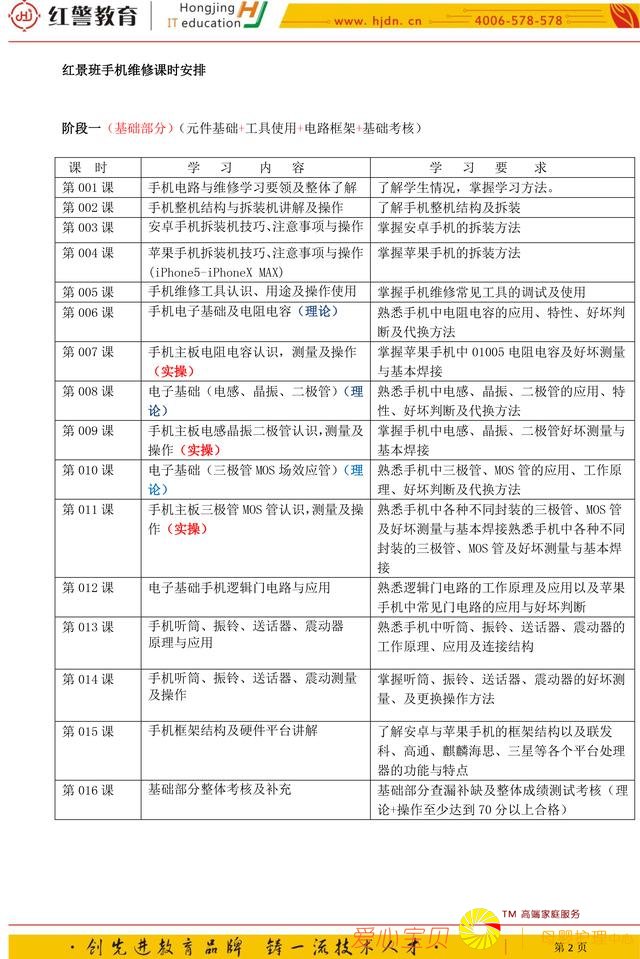 红警教育
Hongjing
IT education
www. hjdn. cn
4006-578-578
红景班手机维修课时安排
阶段一（基础部分）（元件基础+工具使用+电路框架+基础考核）
课 时 学 习 内 容 学 习 要 求
第 001 课 手机电路与维修学习要领及整体了解 了解学生情况，掌握学习方法。
第 002 课 手机整机结构与拆装机讲解及操作 了解手机整机结构及拆装
第 003 课 安卓手机拆装机技巧、注意事项与操作 掌握安卓手机的拆装方法
第 004 课 苹果手机拆装机技巧、注意事项与操作 掌握苹果手机的拆装方法
(iPhone5-iPhoneX MAX)
第 005 课 手机维修工具认识、用途及操作使用 掌握手机维修常见工具的调试及使用
第 006 课 手机电子基础及电阻电容（理论） 熟悉手机中电阻电容的应用、特性、好坏判
断及代换方法
第 007 课 手机主板电阻电容认识，测量及操作 掌握苹果手机中 01005 电阻电容及好坏测量
（实操） 与基本焊接
第 008 课 电子基础（电感、晶振、二极管）（理 熟悉手机中电感、晶振、二极管的应用、特
论） 性、好坏判断及代换方法
第 009 课 手机主板电感晶振二极管认识,测量及 掌握手机中电感、晶振、二极管好坏测量与
操作（实操） 基本焊接
第 010 课 电子基础（三极管 MOS 场效应管）（理 熟悉手机中三极管、MOS 管的应用、工作原
论） 理、好坏判断及代换方法
第 011 课 手机主板三极管 MOS 管认识,测量及操 熟悉手机中各种不同封装的三极管、MOS 管
作（实操） 及好坏测量与基本焊接熟悉手机中各种不同
封装的三极管、MOS 管及好坏测量与基本焊
接
第 012 课 电子基础手机逻辑门电路与应用 熟悉逻辑门电路的工作原理及应用以及苹果
手机中常见门电路的应用与好坏判断
第 013 课 手机听筒、振铃、送话器、震动器 熟悉手机中听筒、振铃、送话器、震动器的
原理与应用 工作原理、应用及连接结构
第 014 课 手机听筒、振铃、送话器、震动测量 掌握听筒、振铃、送话器、震动器的好坏测
及操作 量、及更换操作方法
第 015 课 手机框架结构及硬件平台讲解 了解安卓与苹果手机的框架结构以及联发
科、高通、麒麟海思、三星等各个平台处理
器的功能与特点
第 016 课 基础部分整体考核及补充 基础部分查漏补缺及整体成绩测试考核（理
论+操作至少达到 70 分以上合格）
TM 高端家庭服务
爱心宝贝 母婴护理中心
·创先进教育品牌 铸一流技术人才·
第 2 页